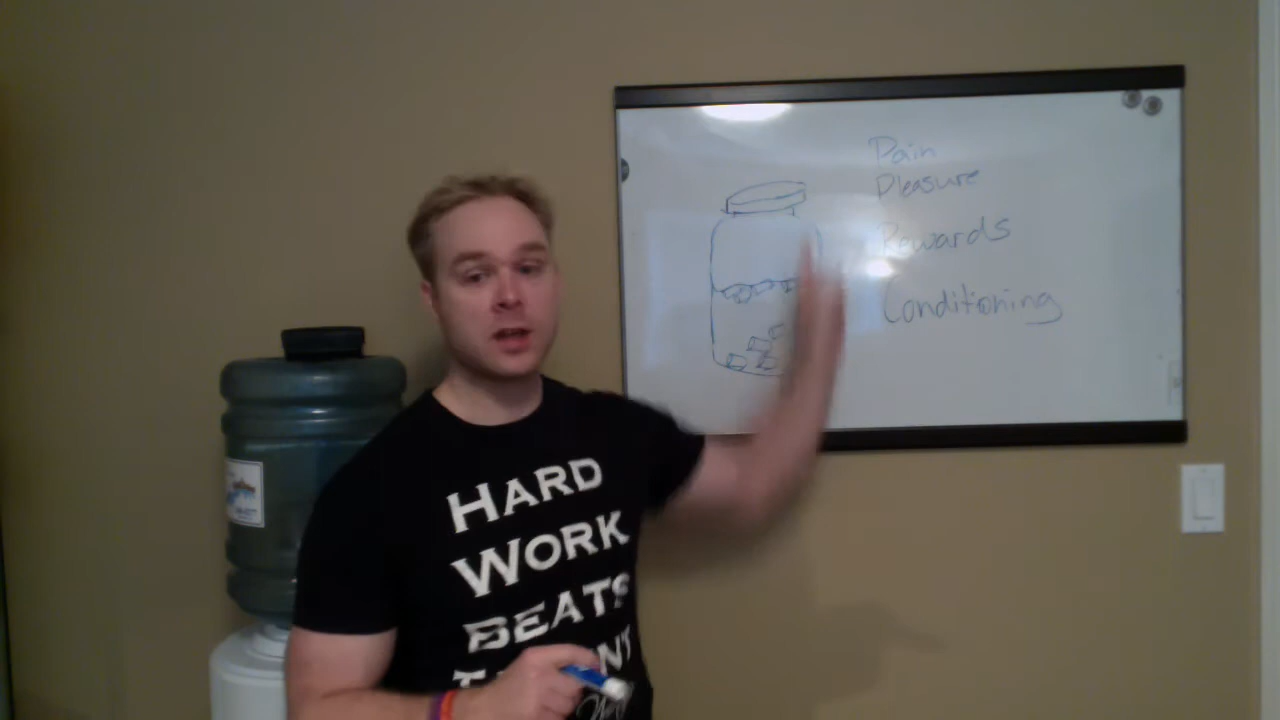 Pain
Pleasure
Rewards
Conditioning
HARD
WORK
BEATS